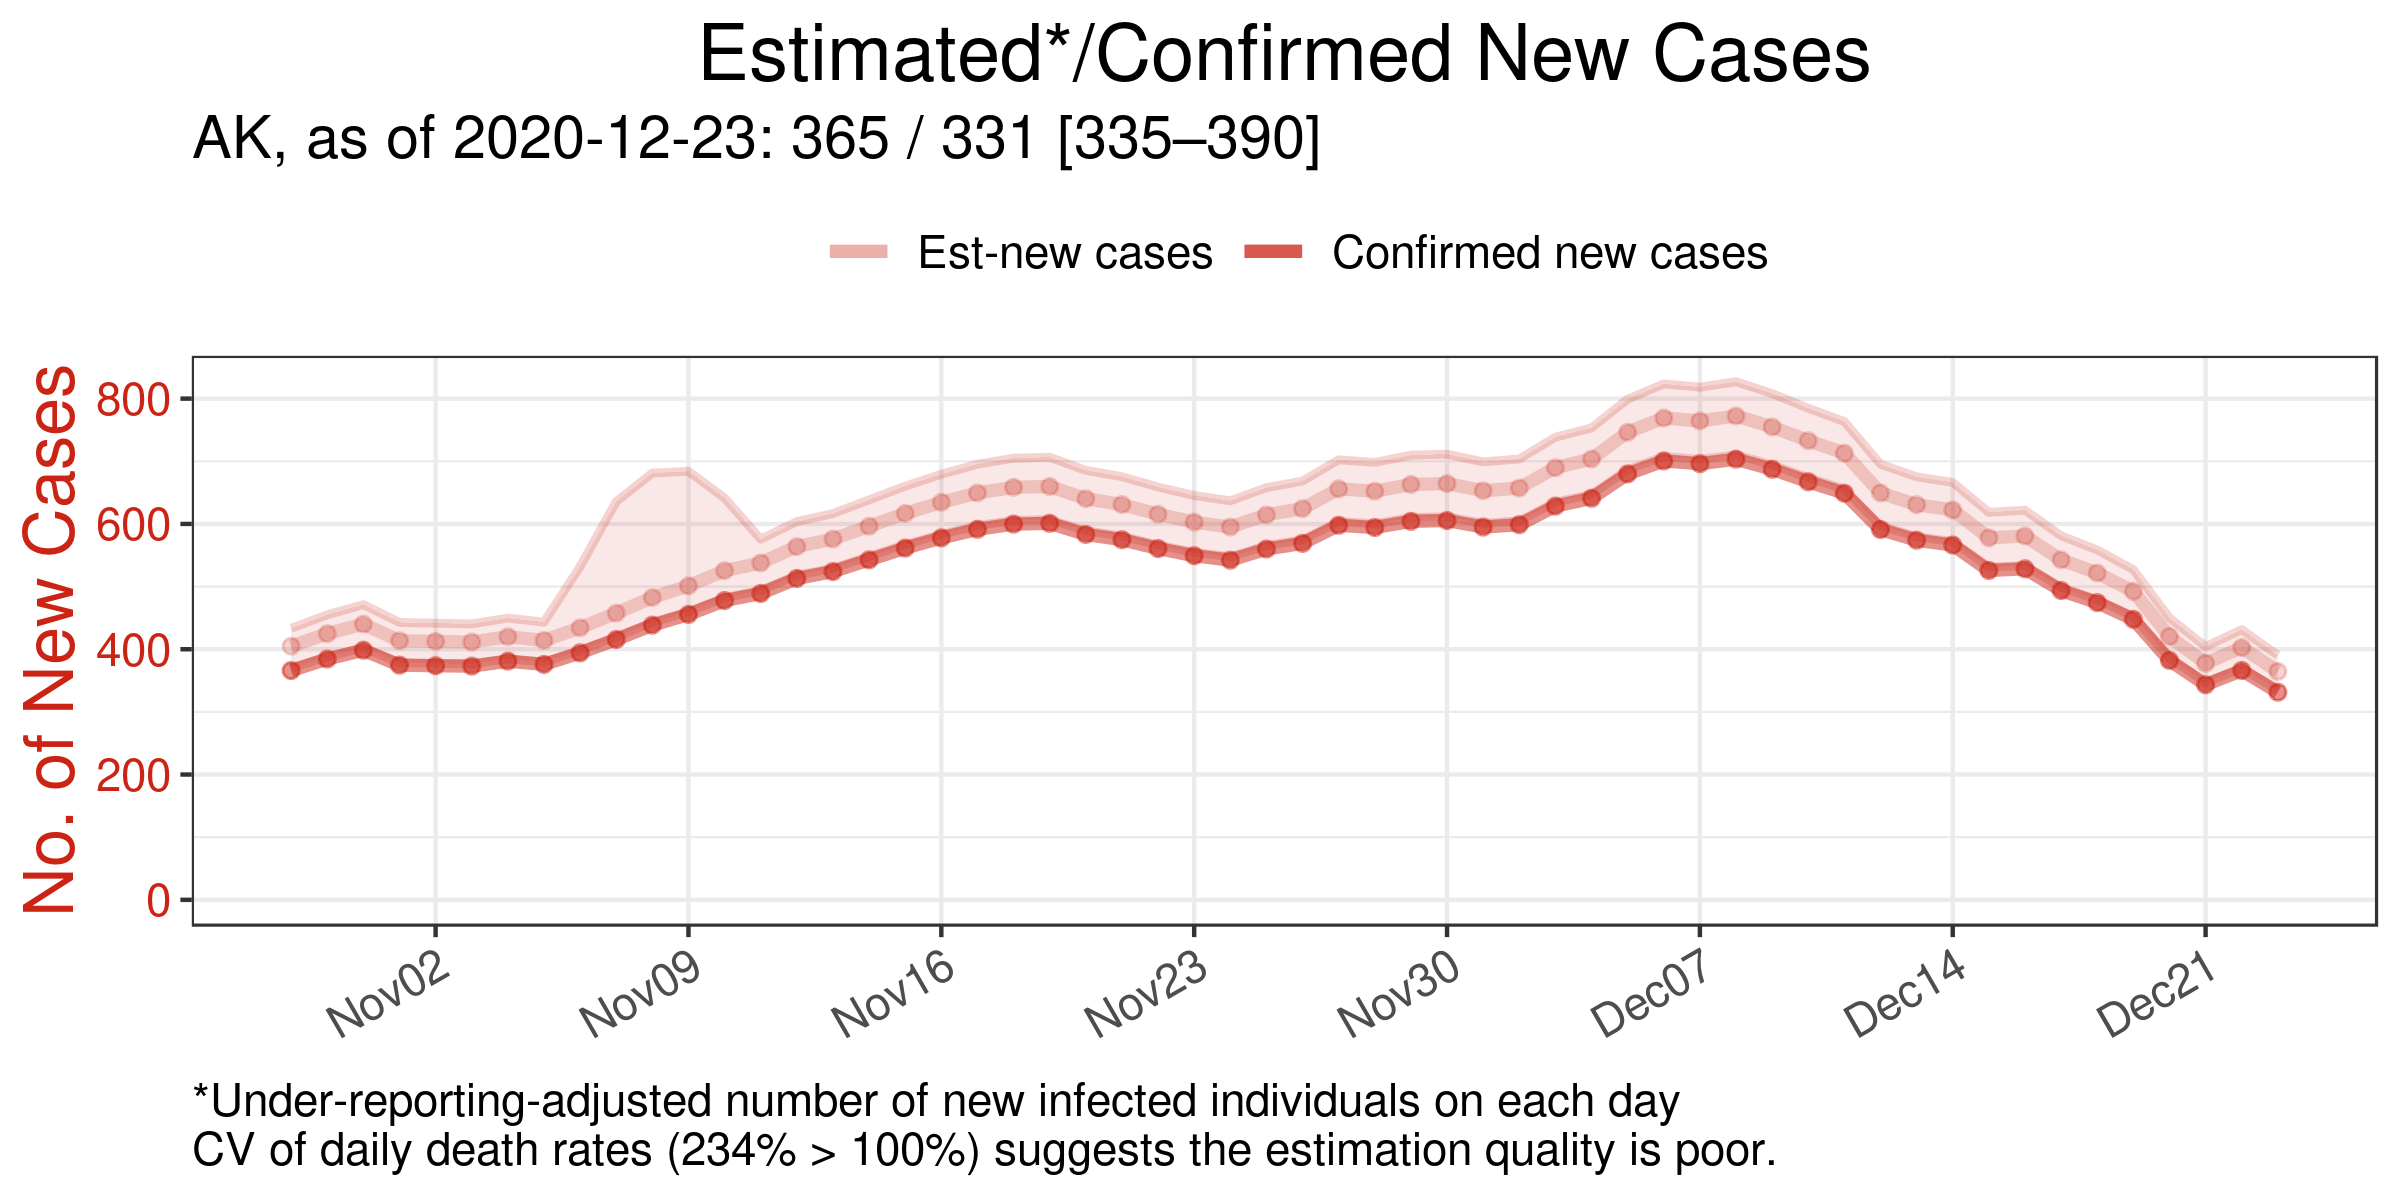 Estimated*/Confirmed New Cases
AK, as of 2020-12-23: 365 / 331 [335–390]
Est-new cases Confirmed new cases
No. of New Cases
800
600
400
200
0
Nov02 Nov09 Nov16 Nov23 Nov30 Dec07 Dec14 Dec21
*Under-reporting-adjusted number of new infected individuals on each day
CV of daily death rates (234% > 100%) suggests the estimation quality is poor.